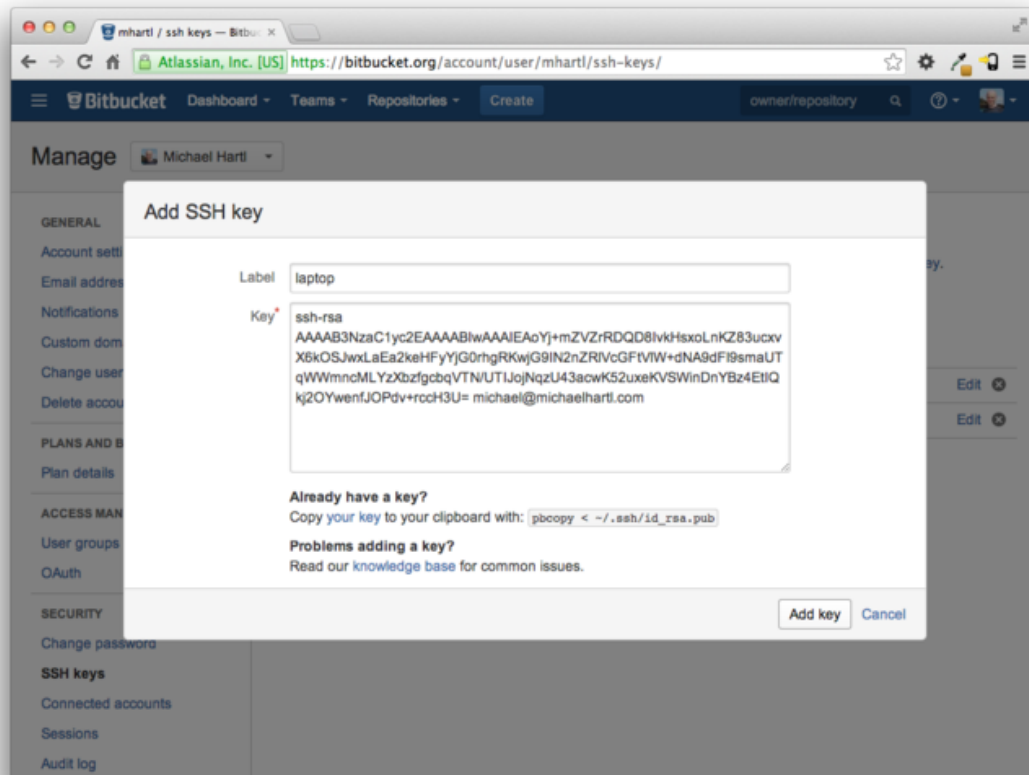 mhartl / ssh keys — Bitbuc
Atlassian, Inc. [US] https://bitbucket.org/account/user/mhartl/ssh-keys/
Bitbucket Dashboard Teams Repositories Create owner/repository
Manage Michael Hartl
Add SSH key
GENERAL
Account setti
Email addres
Notifications
Custom dom
Change user
Delete accou
PLANS AND B
Plan details
ACCESS MAN
User groups
OAuth
SECURITY
Change password
SSH keys
Connected accounts
Sessions
Audit log
Label laptop
Key*
ssh-rsa
AAAAB3NzaC1yc2EAAAABIwAAAIEAoYj+mZVZrRDQD8IvkHsxoLnKZ83ucxv
X6kOSJwxLaEa2keHFyYjG0rhgRKwjG9IN2nZRIVcGFtVlW+dNA9dFI9smaUT
qWWmncMLYzXbzfgcbqVTN/UTIJojNqzU43acwK52uxeKVSWinDnYBz4EtIQ
kj2OYwenfJOPdv+rccH3U= michael@michaelhartl.com
Already have a key?
Copy your key to your clipboard with: pbcopy < ~/.ssh/id_rsa.pub
Problems adding a key?
Read our knowledge base for common issues.
Add key Cancel
ay.
Edit
Edit